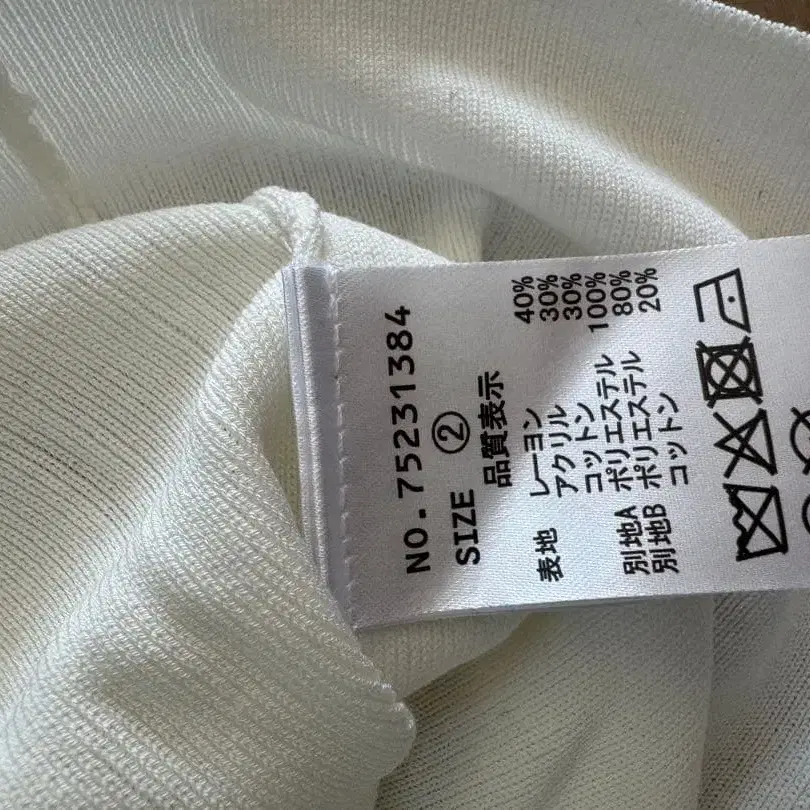 NO.75231384
SIZE ②
品質表示
表地 レーヨン 40%
アクリル 30%
コットン 30%
別地A ポリエステル 100%
別地B ポリエステル 80%
コットン 20%